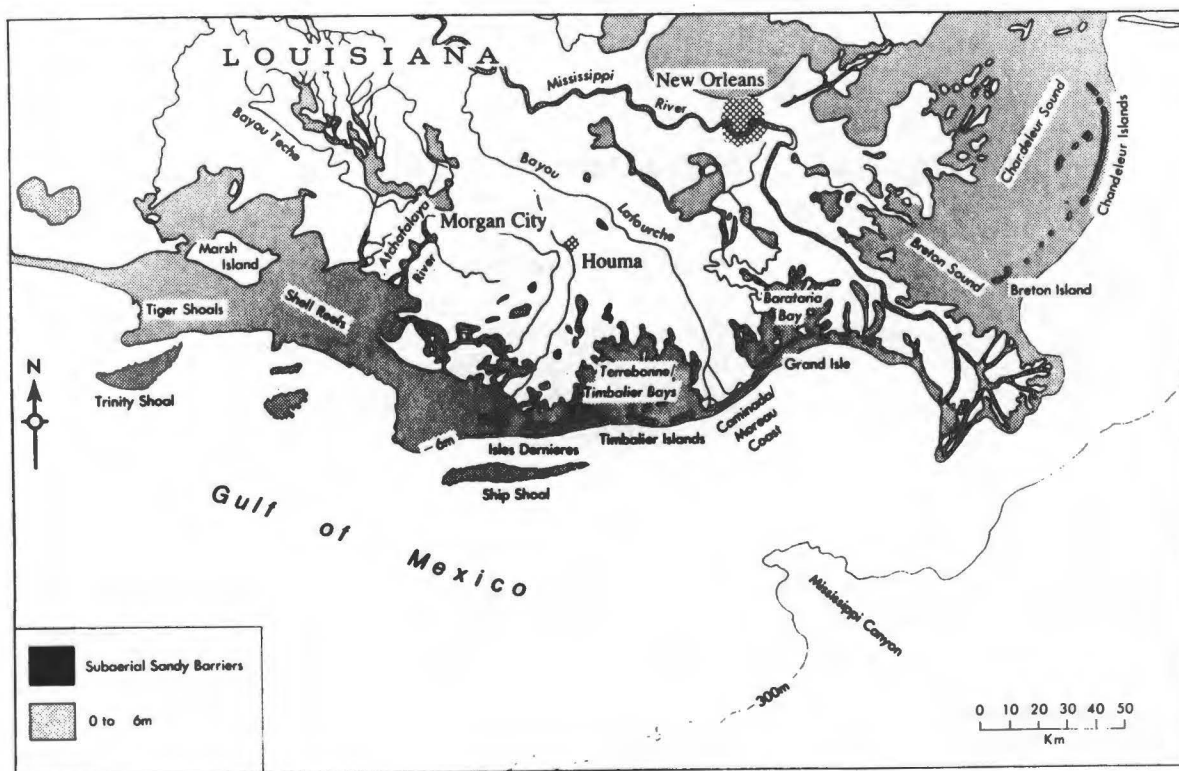 LOUISIANA
New Orleans
Mississippi
River
Bayou Teche
Chandeleur Sound
Chandeleur Islands
Bayou
Lafourche
Morgan City
Atchafalaya
River
Houma
Marsh
Island
Breton Sound
Breton Island
Barataria
Bay
Tiger Shoals
Shell Reefs
Grand Isle
N
Terrebonne/
Timbalier Bays
Trinity Shoal
Caminada/
Moreau
Coast
-6m
Isles Dernieres
Timbalier Islands
Ship Shoal
Gulf of Mexico
Mississippi Canyon
300m
Subaerial Sandy Barriers
0 to 6m
0 10 20 30 40 50
Km